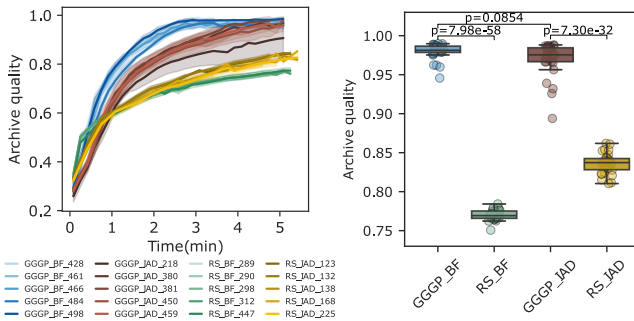 Archive quality
1.0
0.8
0.6
0.4
0.2
0
1
2
3
4
5
Time(min)
GGGP_BF_428 GGGP_JAD_218 RS_BF_289 RS_JAD_123
GGGP_BF_461 GGGP_JAD_380 RS_BF_290 RS_JAD_132
GGGP_BF_466 GGGP_JAD_381 RS_BF_298 RS_JAD_138
GGGP_BF_484 GGGP_JAD_450 RS_BF_312 RS_JAD_168
GGGP_BF_498 GGGP_JAD_459 RS_BF_447 RS_JAD_225
p=0.0854
p=7.98e-58 p=7.30e-32
Archive quality
1.00
0.95
0.90
0.85
0.80
0.75
GGGP_BF
RS_BF
GGGP_JAD
RS_JAD